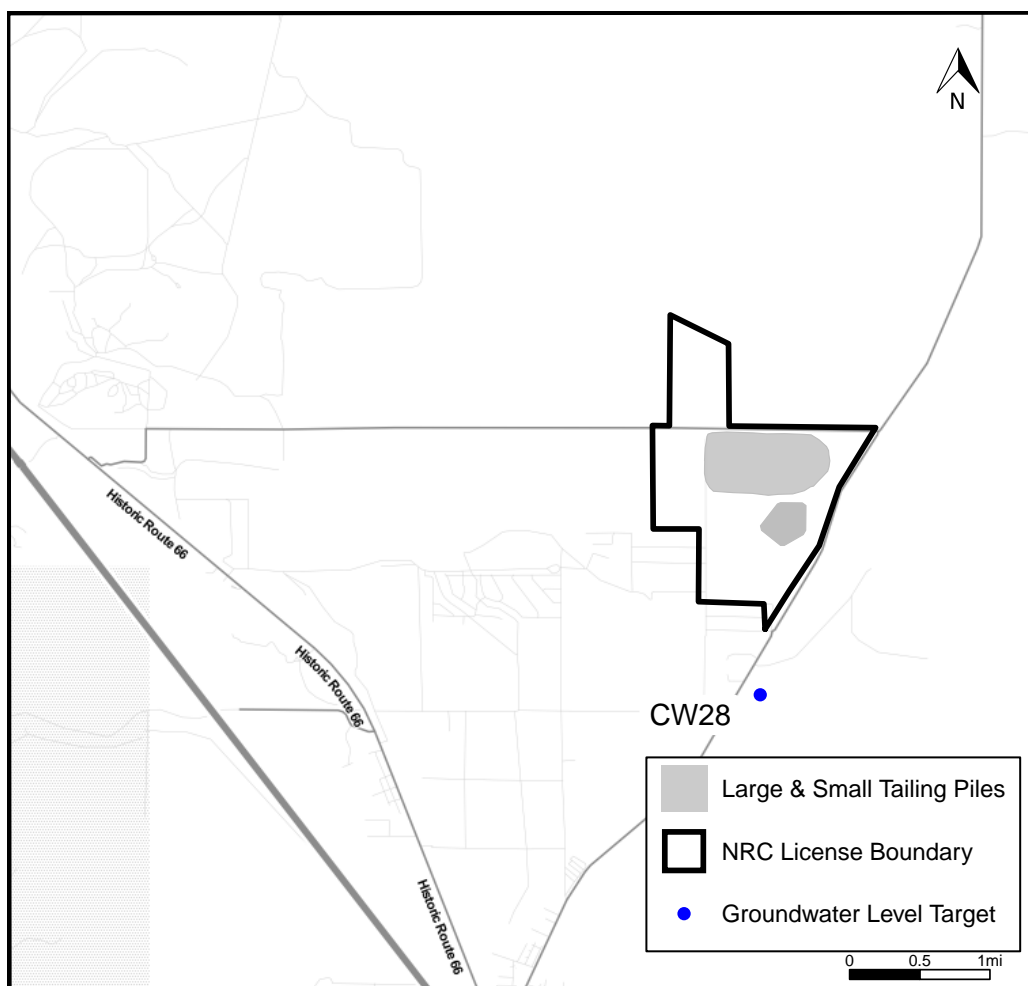 N
Historic Route 66
Historic Route 66
CW28
Historic Route 66
Large & Small Tailing Piles
NRC License Boundary
Groundwater Level Target
0 0.5 1mi